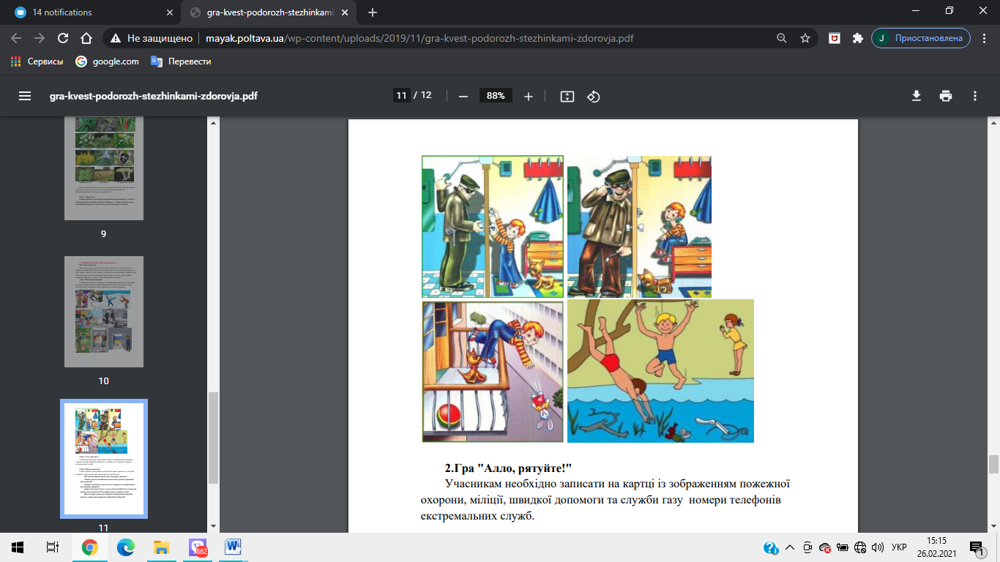 14 notifications
gra-kvest-podorozh-stezhinkami
Не защищено
mayak.poltava.ua/wp-content/uploads/2019/11/gra-kvest-podorozh-stezhinkami-zdorovja.pdf
J
Приостановлена
Сервисы
google.com
Перевести
gra-kvest-podorozh-stezhinkami-zdorovja.pdf
11 / 12
88%
9
10
11
2.Гра "Алло, рятуйте!"
Учасникам необхідно записати на картці із зображенням пожежної
охорони, міліції, швидкої допомоги та служби газу номери телефонів
екстремальних служб.
862
УКР
15:15
26.02.2021
1